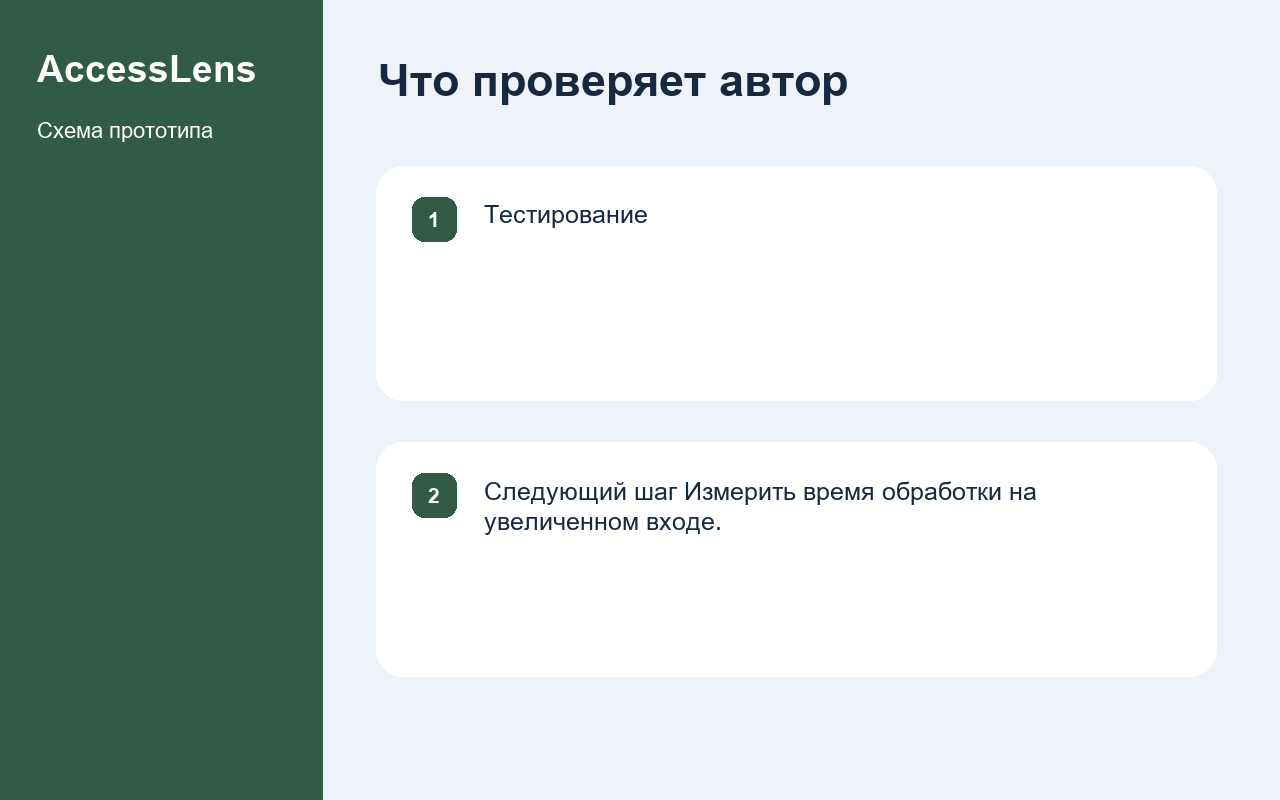 AccessLens
Схема прототипа
Что проверяет автор
1
Тестирование
2
Следующий шаг Измерить время обработки на
увеличенном входе.